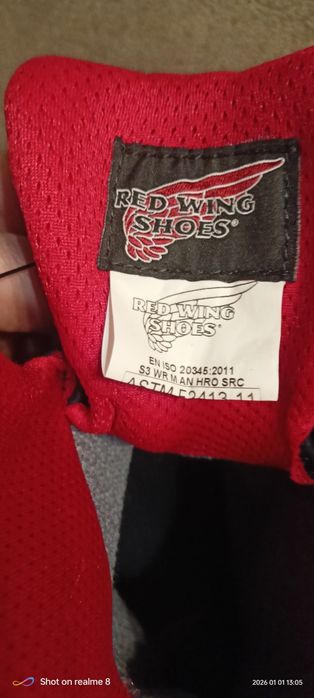 RED WING
SHOES®
RED WING
SHOES®
EN ISO 20345:2011
S3 WR M AN HRO SRC
ASTM F2413-11
Shot on realme 8
2026 01 01 13:05